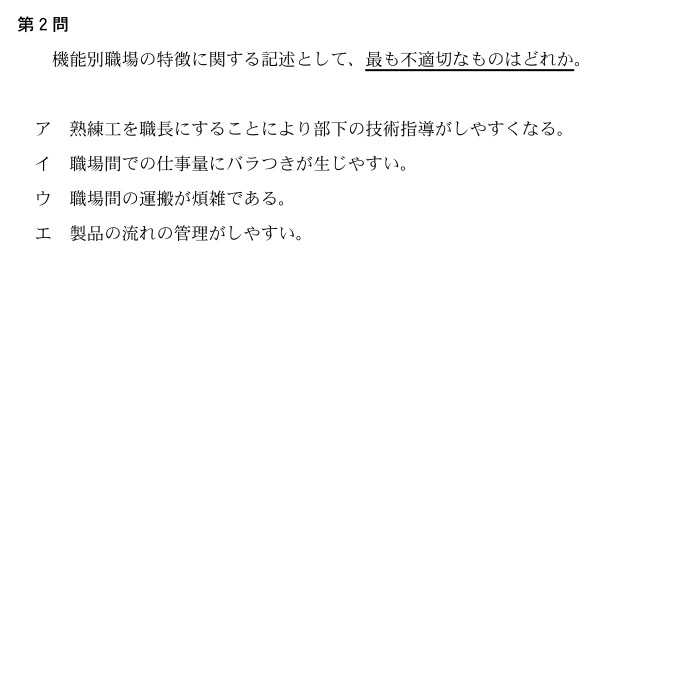 第2問
機能別職場の特徴に関する記述として、最も不適切なものはどれか。
ア 熟練工を職長にすることにより部下の技術指導がしやすくなる。
イ 職場間での仕事量にバラつきが生じやすい。
ウ 職場間の運搬が煩雑である。
エ 製品の流れの管理がしやすい。